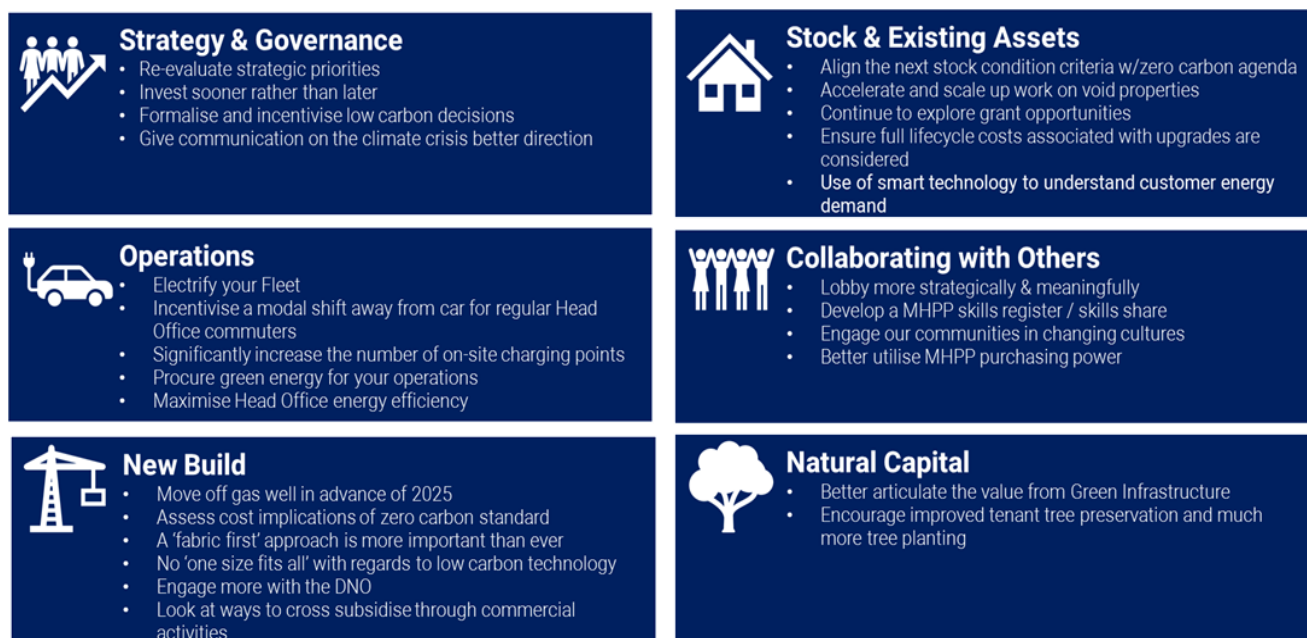 Strategy & Governance
• Re-evaluate strategic priorities
• Invest sooner rather than later
• Formalise and incentivise low carbon decisions
• Give communication on the climate crisis better direction
Stock & Existing Assets
• Align the next stock condition criteria w/zero carbon agenda
• Accelerate and scale up work on void properties
• Continue to explore grant opportunities
• Ensure full lifecycle costs associated with upgrades are
considered
• Use of smart technology to understand customer energy
demand
Operations
• Electrify your Fleet
• Incentivise a modal shift away from car for regular Head
Office commuters
• Significantly increase the number of on-site charging points
• Procure green energy for your operations
• Maximise Head Office energy efficiency
Collaborating with Others
• Lobby more strategically & meaningfully
• Develop a MHPP skills register / skills share
• Engage our communities in changing cultures
• Better utilise MHPP purchasing power
New Build
• Move off gas well in advance of 2025
• Assess cost implications of zero carbon standard
• A ‘fabric first’ approach is more important than ever
• No ‘one size fits all’ with regards to low carbon technology
• Engage more with the DNO
• Look at ways to cross subsidise through commercial
activities
Natural Capital
• Better articulate the value from Green Infrastructure
• Encourage improved tenant tree preservation and much
more tree planting